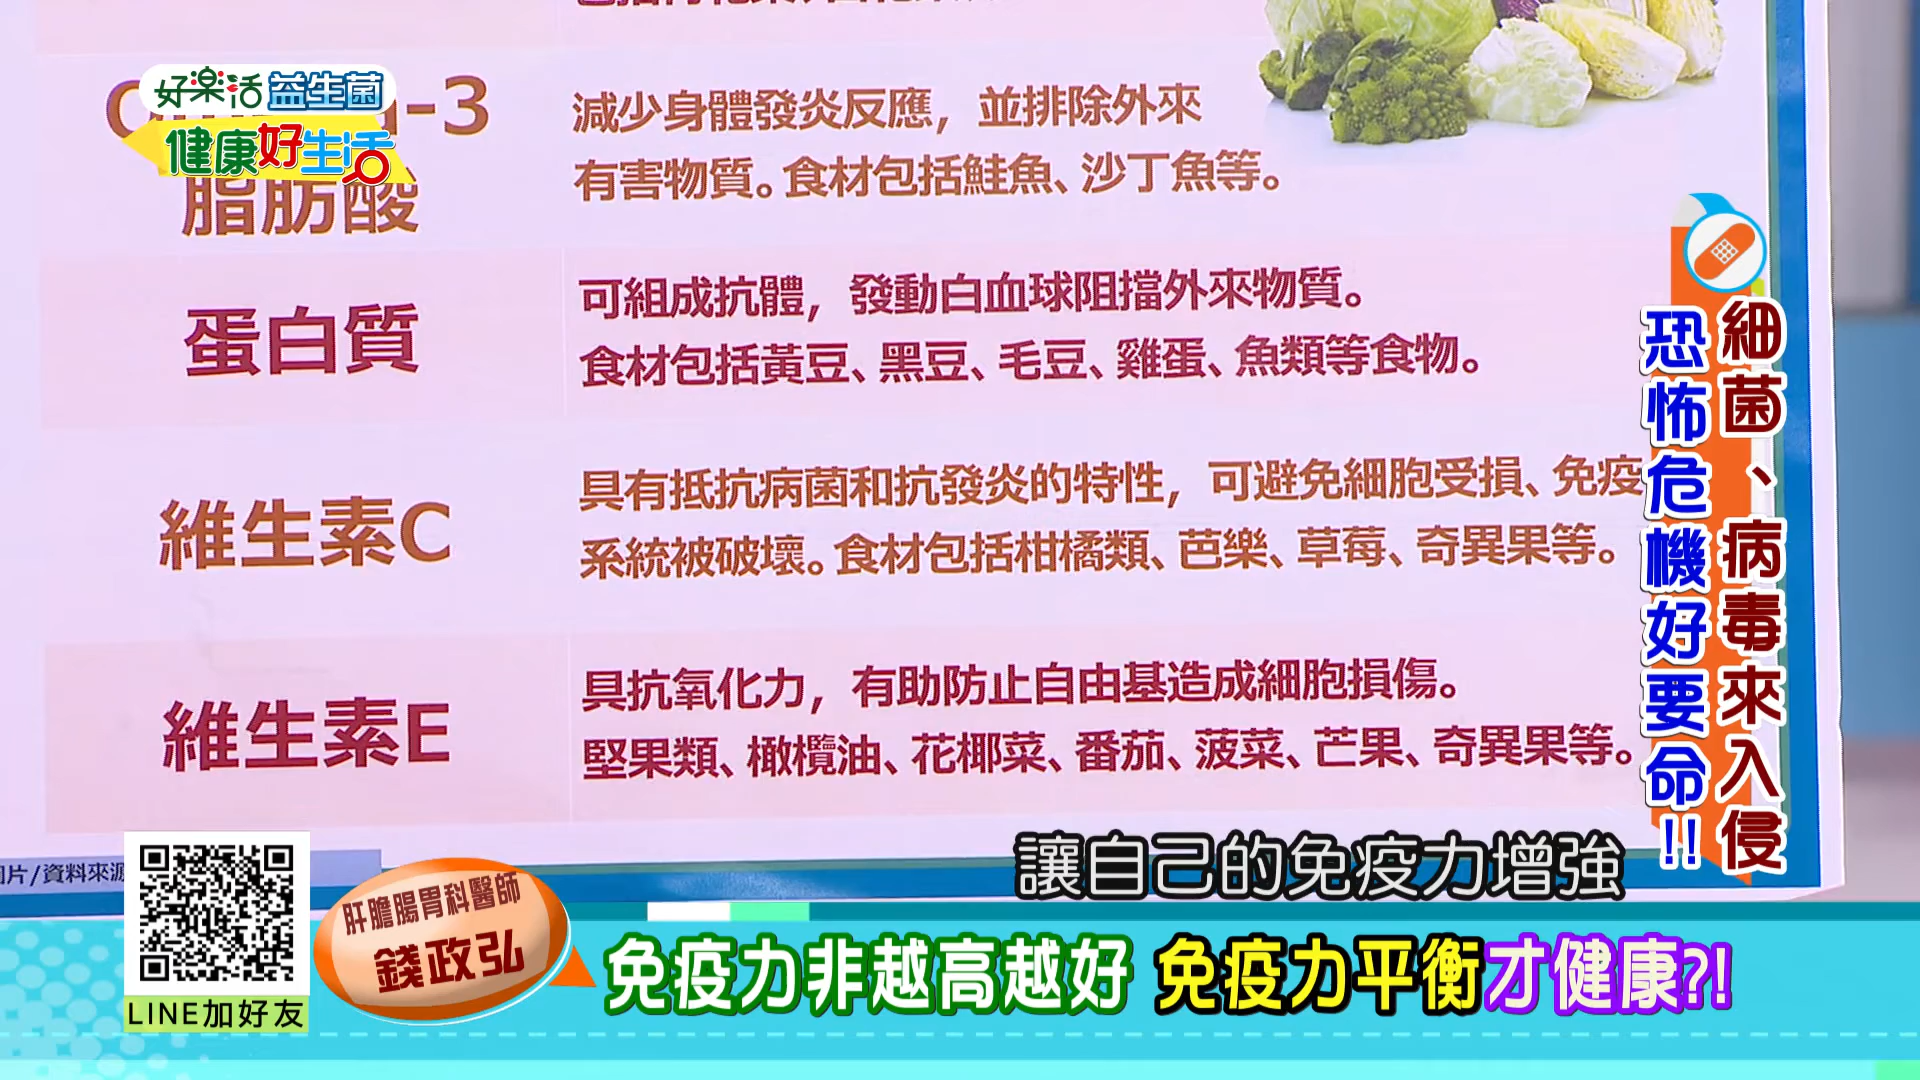 好樂活益生菌
健康好生活
-3
脂肪酸
減少身體發炎反應，並排除外來
有害物質。食材包括鮭魚、沙丁魚等。
蛋白質
可組成抗體，發動白血球阻擋外來物質。
食材包括黃豆、黑豆、毛豆、雞蛋、魚類等食物。
維生素C
具有抵抗病菌和抗發炎的特性，可避免細胞受損、免疫
系統被破壞。食材包括柑橘類、芭樂、草莓、奇異果等。
維生素E
具抗氧化力，有助防止自由基造成細胞損傷。
堅果類、橄欖油、花椰菜、番茄、菠菜、芒果、奇異果等。
細菌、病毒來入侵
恐怖危機好要命!!
片/資料來源
讓自己的免疫力增強
LINE加好友
肝膽腸胃科醫師
錢政弘
免疫力非越高越好 免疫力平衡才健康?!